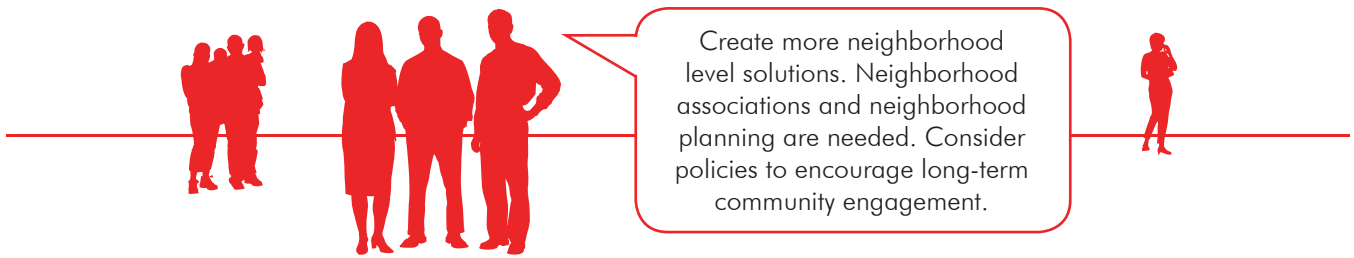 Create more neighborhood
level solutions. Neighborhood
associations and neighborhood
planning are needed. Consider
policies to encourage long-term
community engagement.